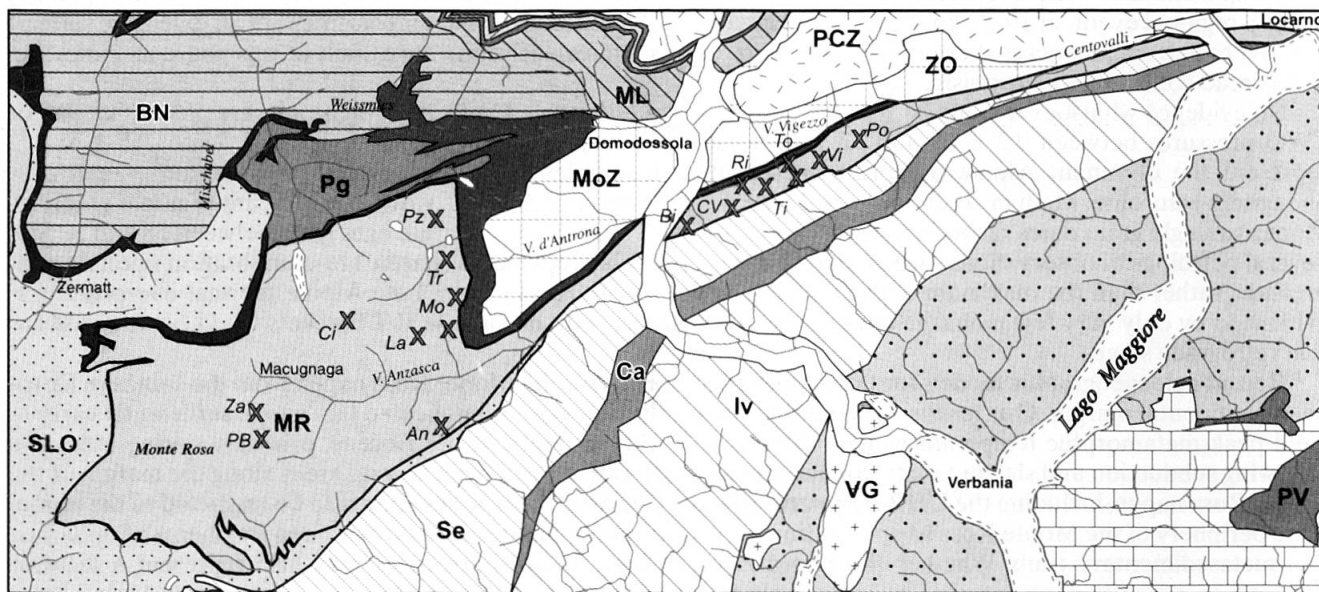 Locarno
PCZ
Centovalli
ZO
ML
Weissmies
BN
V. Vigezzo
Po
To
Domodossola
Vi
Ri
Mischabel
Pg
MoZ
CV
Ti
Pz
Bi
V. d'Antrona
Tr
Zermatt
Mo
Ci
La
Lago Maggiore
Macugnaga
V. Anzasca
Ca
Iv
Za
MR
An
SLO
PB
Monte Rosa
VG
Verbania
PV
Se